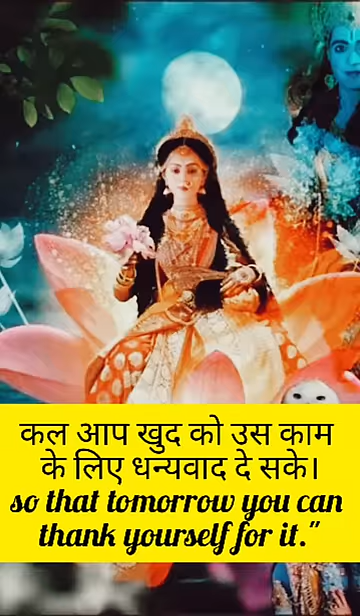 कल आप खुद को उस काम
के लिए धन्यवाद दे सके।
so that tomorrow you can
thank yourself for it."